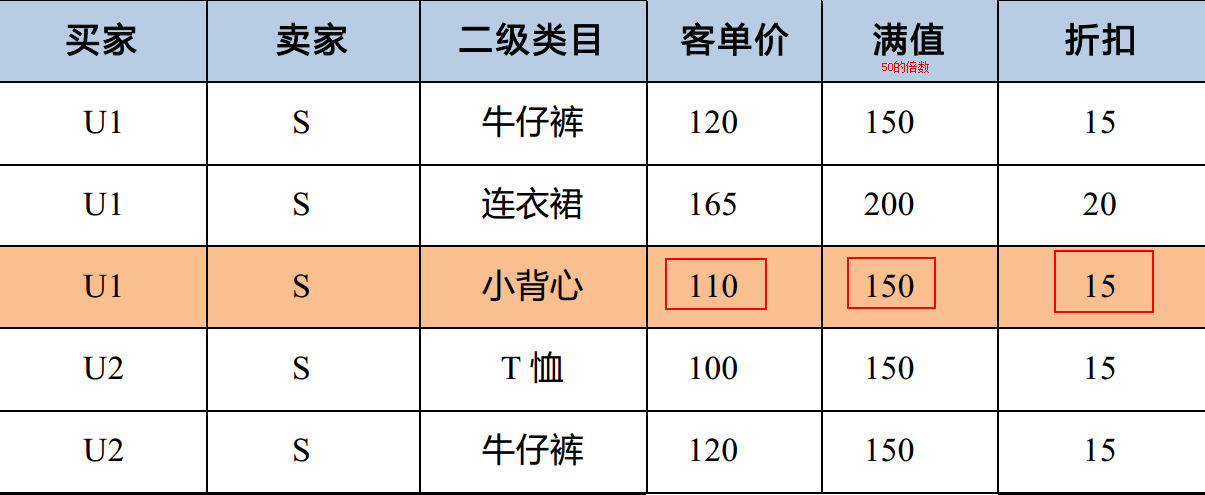 买家 卖家 二级类目 客单价 满值 折扣
50的倍数
U1 S 牛仔裤 120 150 15
U1 S 连衣裙 165 200 20
U1 S 小背心 110 150 15
U2 S T 恤 100 150 15
U2 S 牛仔裤 120 150 15